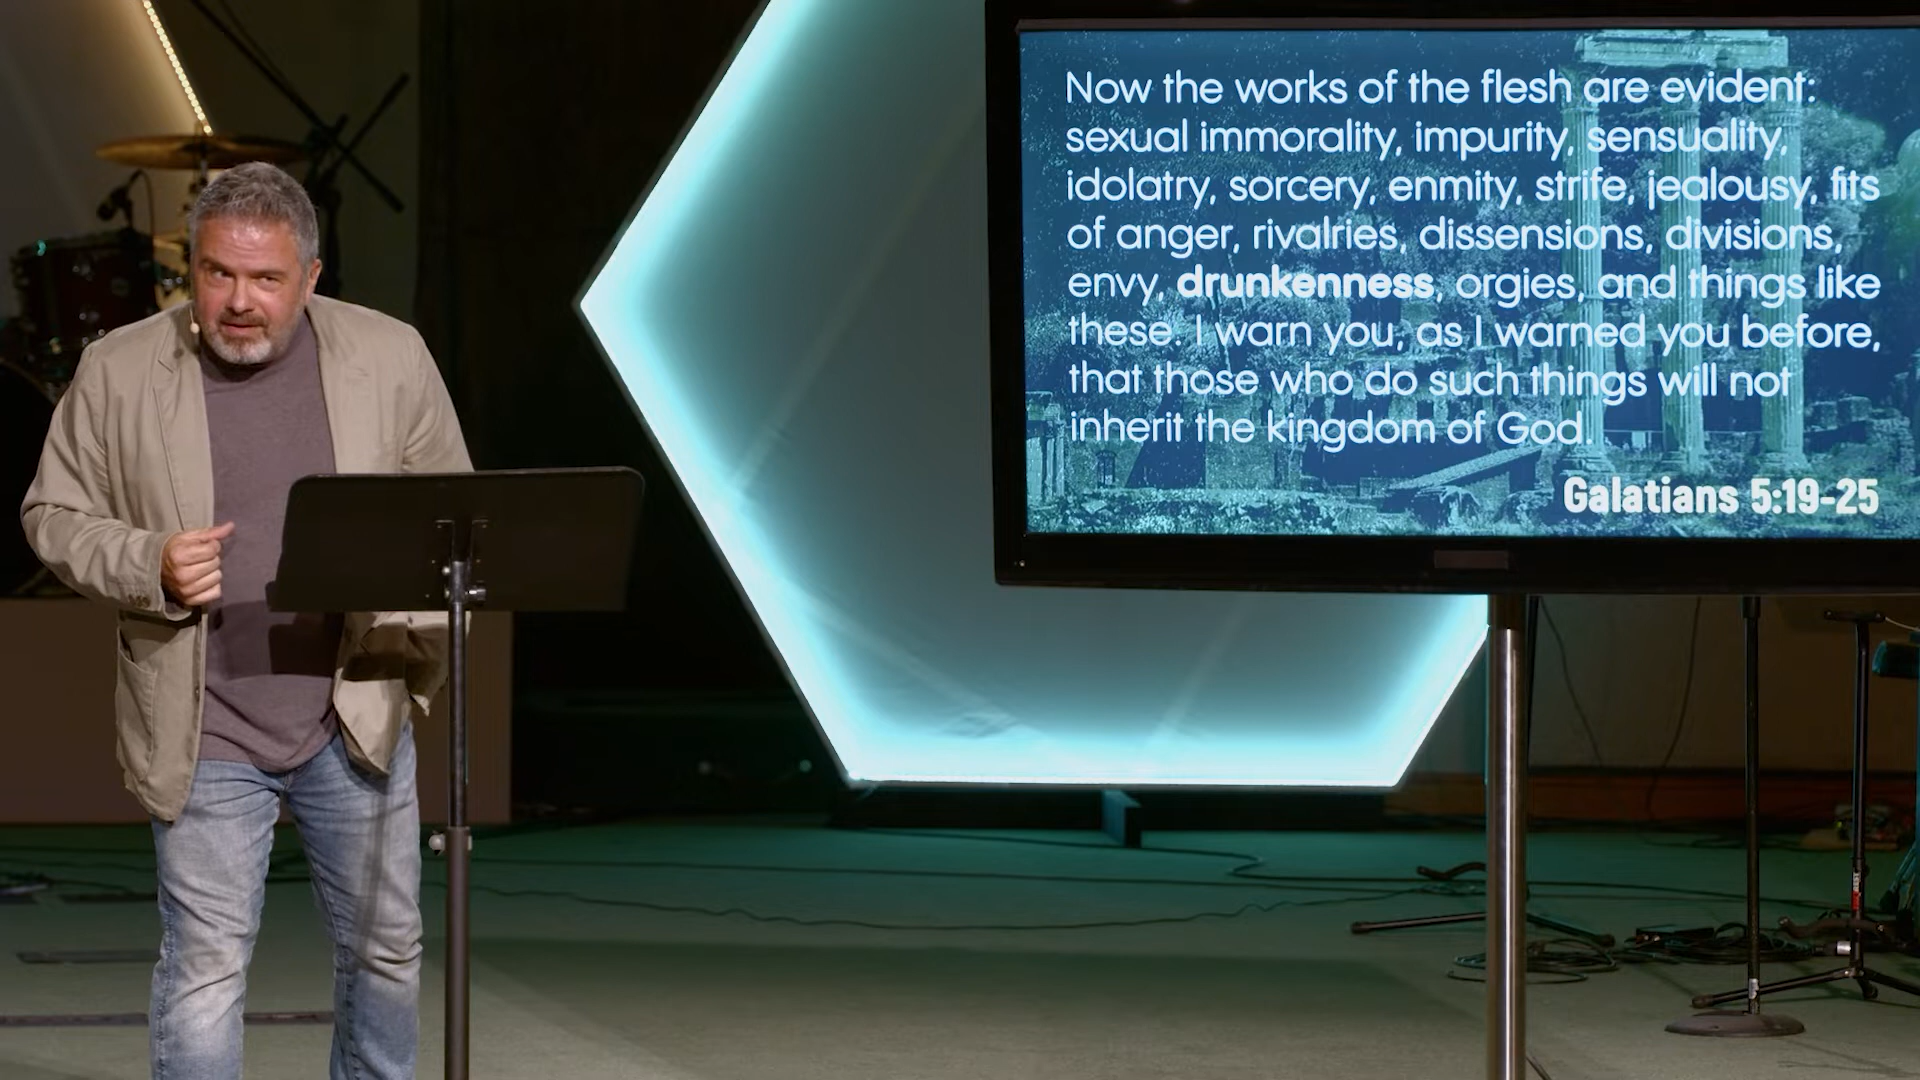 Now the works of the flesh are evident:
sexual immorality, impurity, sensuality,
idolatry, sorcery, enmity, strife, jealousy, fits
of anger, rivalries, dissensions, divisions,
envy, drunkenness, orgies, and things like
these. I warn you, as I warned you before,
that those who do such things will not
inherit the kingdom of God.
Galatians 5:19-25